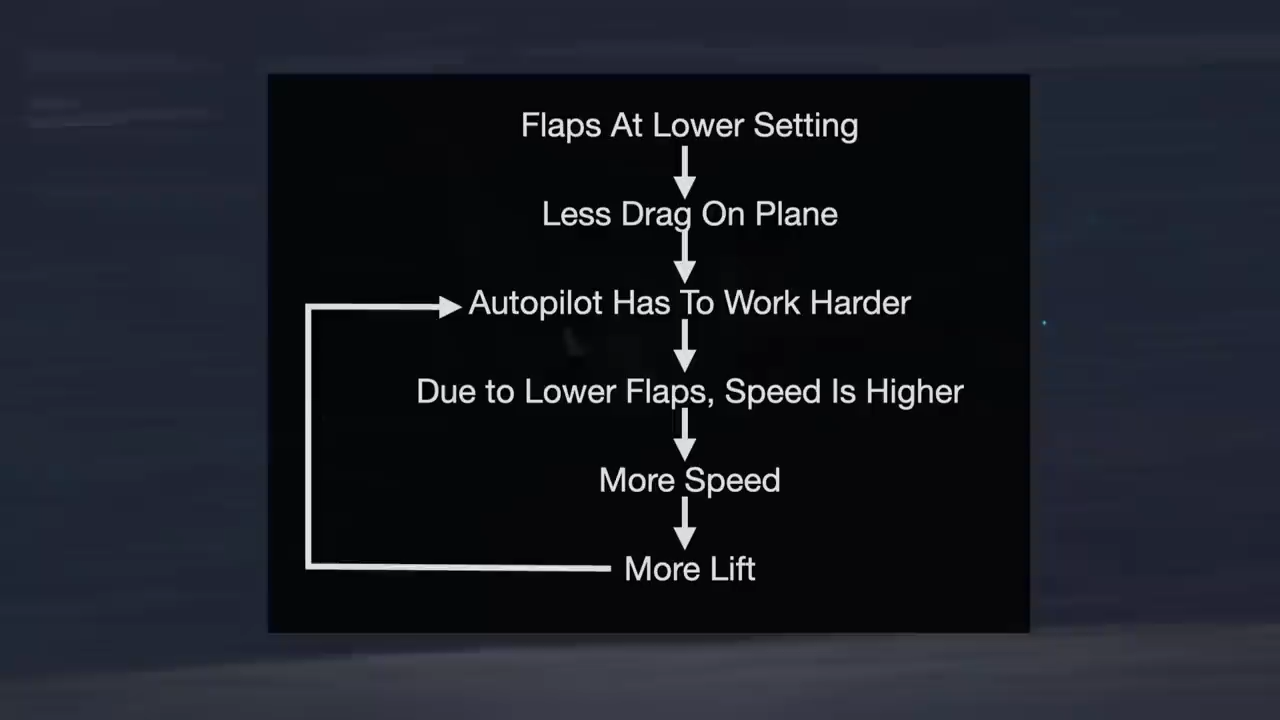 Flaps At Lower Setting
Less Drag On Plane
Autopilot Has To Work Harder
Due to Lower Flaps, Speed Is Higher
More Speed
More Lift